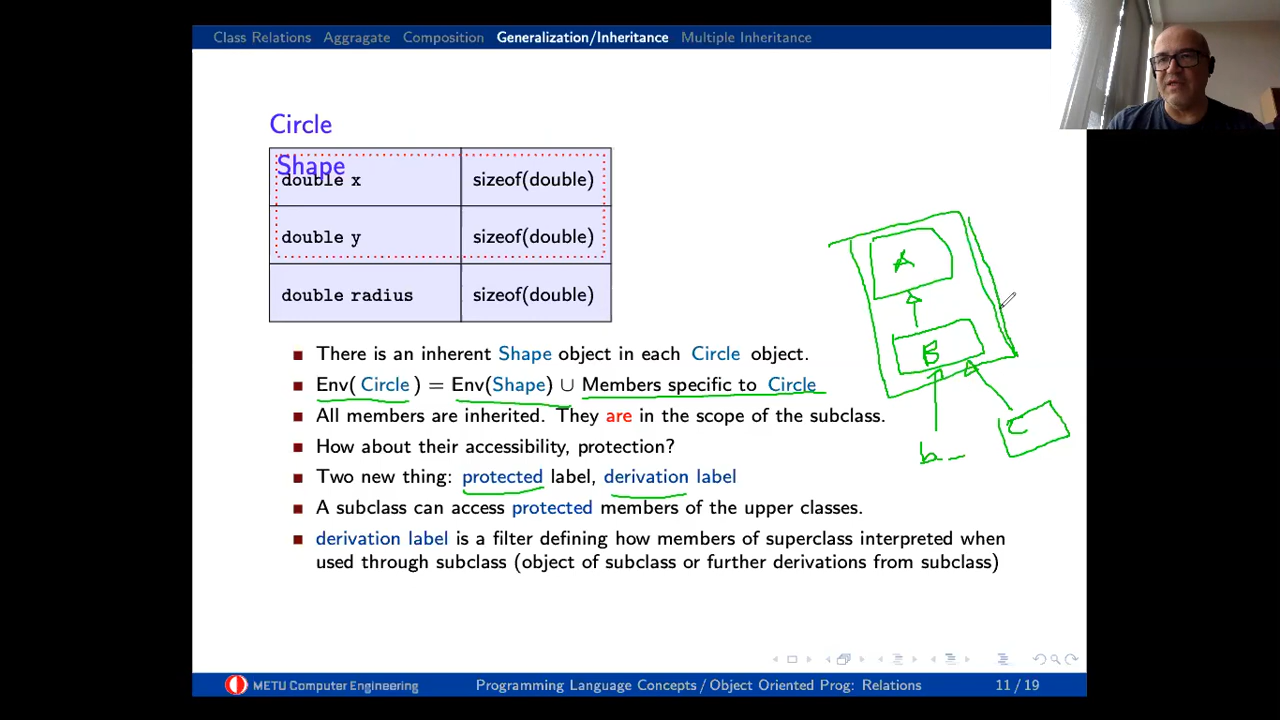 Class Relations Aggragate Composition Generalization/Inheritance Multiple Inheritance
Circle
Shape
double x sizeof(double)
double y sizeof(double)
double radius sizeof(double)
A
B
C
b
There is an inherent Shape object in each Circle object.
Env( Circle ) = Env(Shape) ∪ Members specific to Circle
All members are inherited. They are in the scope of the subclass.
How about their accessibility, protection?
Two new thing: protected label, derivation label
A subclass can access protected members of the upper classes.
derivation label is a filter defining how members of superclass interpreted when
used through subclass (object of subclass or further derivations from subclass)
METU Computer Engineering Programming Language Concepts / Object Oriented Prog: Relations 11 / 19